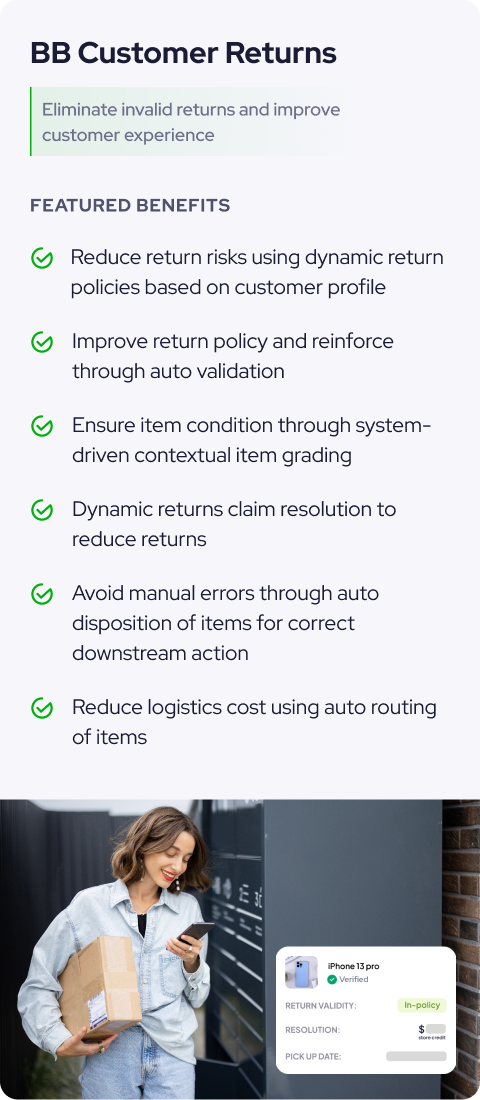 BB Customer Returns
Eliminate invalid returns and improve
customer experience
FEATURED BENEFITS
Reduce return risks using dynamic return
policies based on customer profile
Improve return policy and reinforce
through auto validation
Ensure item condition through system-
driven contextual item grading
Dynamic returns claim resolution to
reduce returns
Avoid manual errors through auto
disposition of items for correct
downstream action
Reduce logistics cost using auto routing
of items
iPhone 13 pro
Verified
RETURN VALIDITY: In-policy
RESOLUTION: $
store credit
PICK UP DATE: